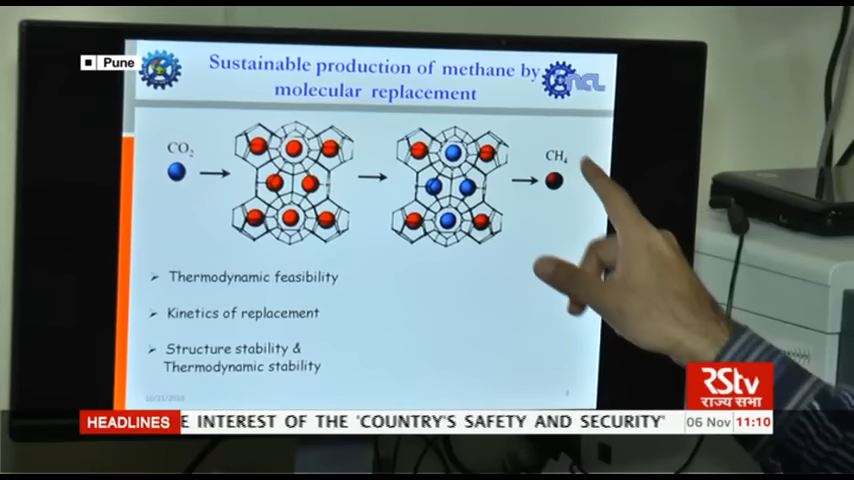 Pune
Sustainable production of methane by
molecular replacement
NCL
CO₂
CH₄
➢ Thermodynamic feasibility
➢ Kinetics of replacement
➢ Structure stability &
Thermodynamic stability
RStv
राज्य सभा
HEADLINES
E INTEREST OF THE 'COUNTRY'S SAFETY AND SECURITY'
06 Nov 11:10